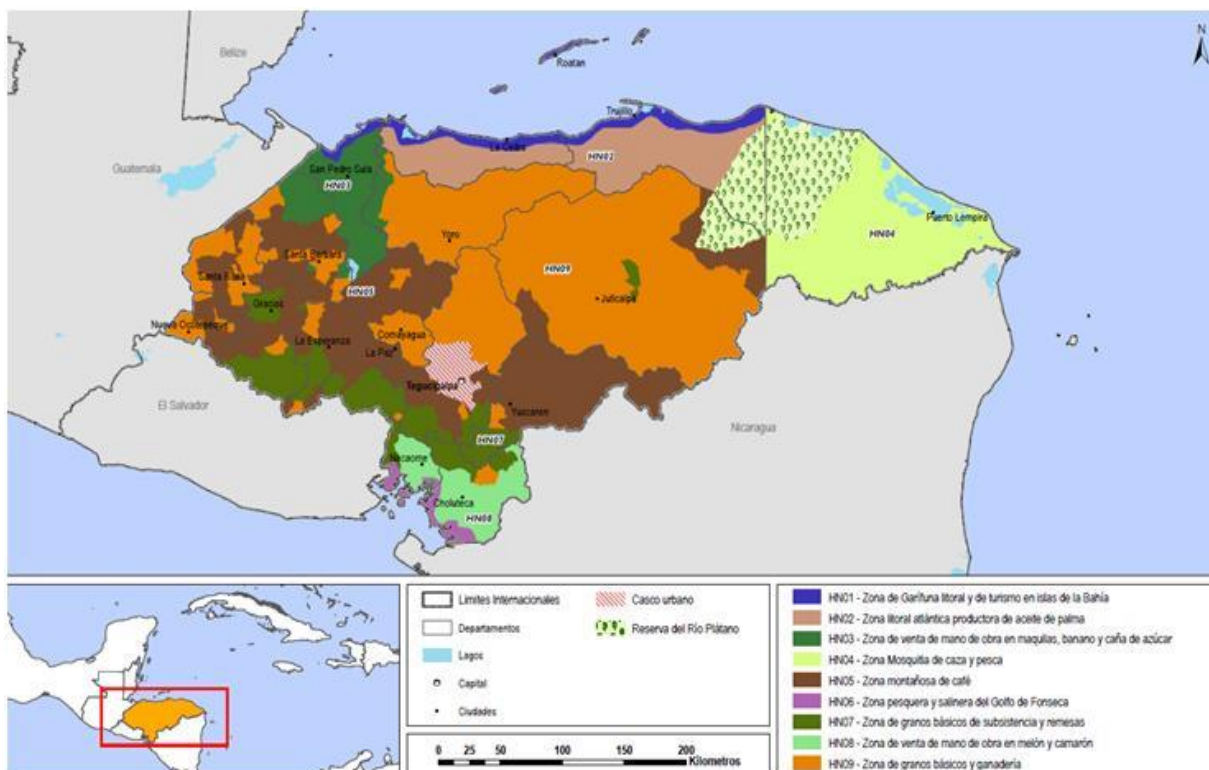 Belize
N
Roatan
Trujillo
La Ceiba
HN02
Guatemala
San Pedro Sula
HN03
Puerto Lempira
HN04
Yoro
Santa Barbara
HN09
Santa Rosa
HN05
Juticalpa
Gracias
Nueva Ocotepeque
Comayagua
La Esperanza
La Paz
Tegucigalpa
El Salvador
Yuscaran
Nicaragua
HN07
Nacaome
Choluteca
HN08
Límites Internacionales
Departamentos
Lagos
Capital
Ciudades
Casco urbano
Reserva del Río Plátano
0 25 50 100 150 200
Kilometros
HN01 - Zona de Garífuna litoral y de turismo en islas de la Bahía
HN02 - Zona litoral atlántica productora de aceite de palma
HN03 - Zona de venta de mano de obra en maquilas, banano y caña de azúcar
HN04 - Zona Mosquitia de caza y pesca
HN05 - Zona montañosa de café
HN06 - Zona pesquera y salinera del Golfo de Fonseca
HN07 - Zona de granos básicos de subsistencia y remesas
HN08 - Zona de venta de mano de obra en melón y camarón
HN09 - Zona de granos básicos y ganadería